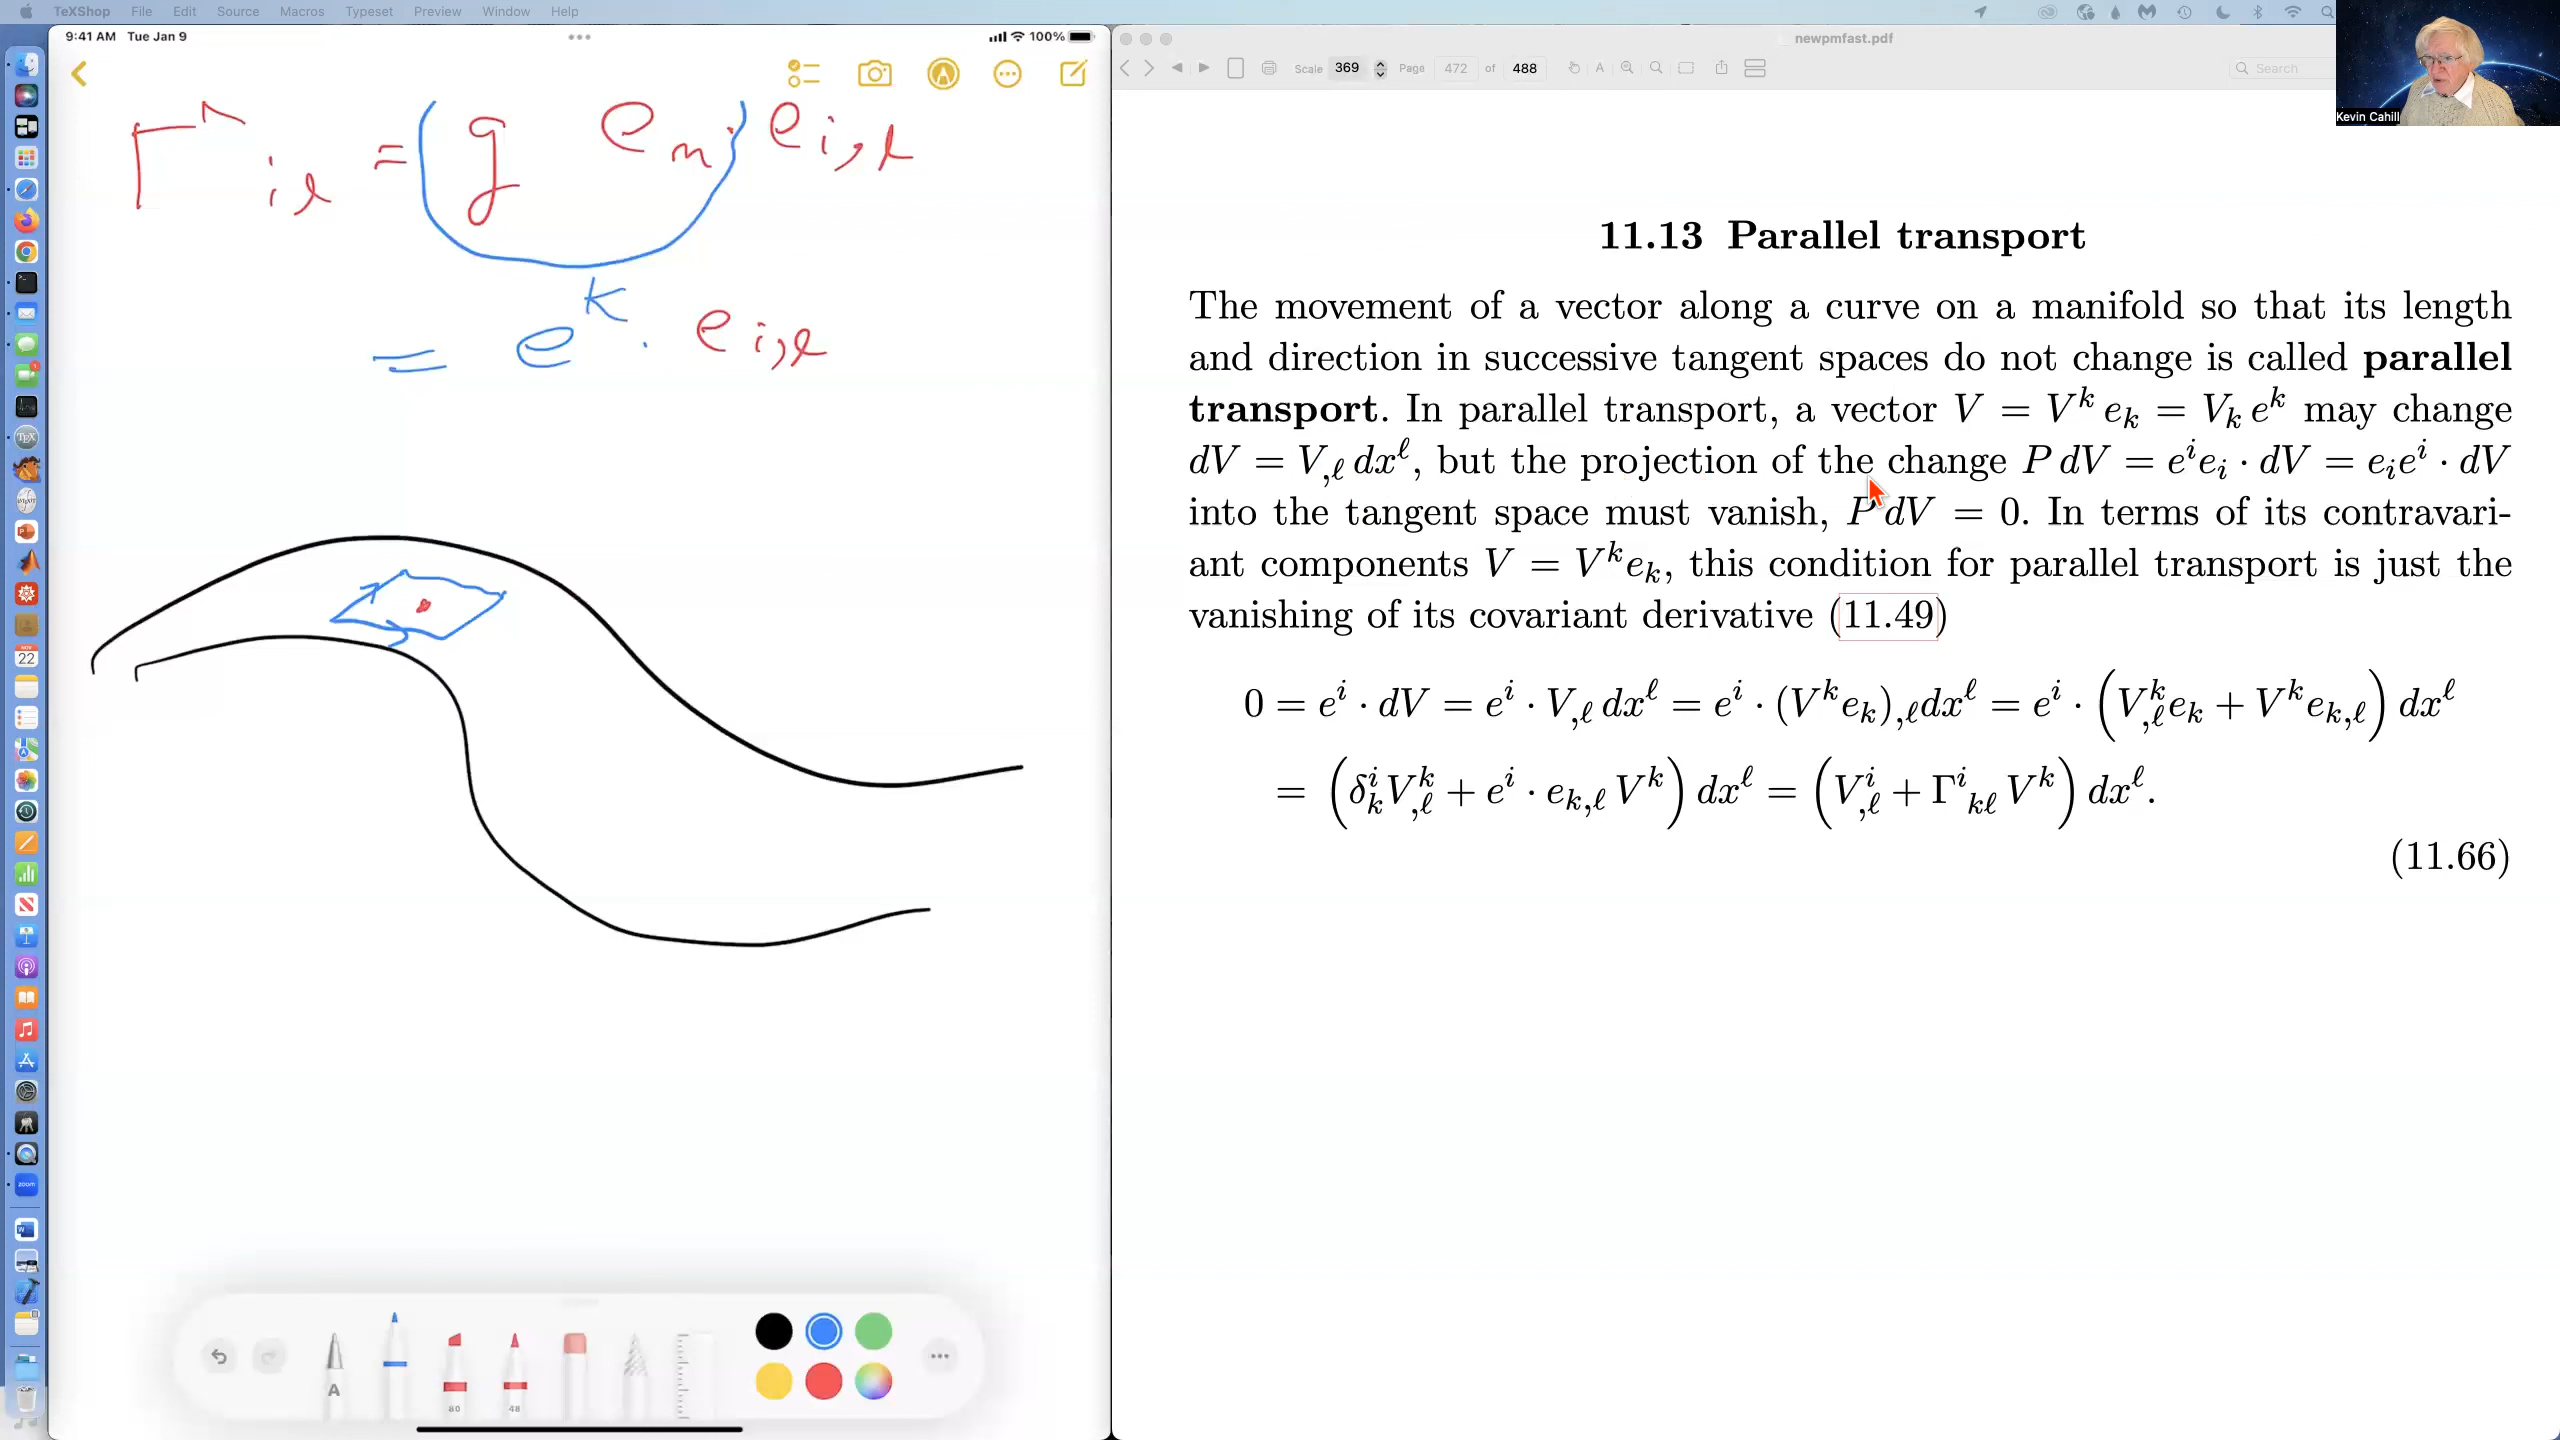 TeXShop File Edit Source Macros Typeset Preview Window Help
9:41 AM Tue Jan 9
100%
newpmfast.pdf
Scale 369 Page 472 of 488
Search
Kevin Cahill
Γ i ℓ = ( g e_m ) · e_{i,ℓ}
= e^k · e_{i,ℓ}
11.13 Parallel transport
The movement of a vector along a curve on a manifold so that its length
and direction in successive tangent spaces do not change is called parallel
transport. In parallel transport, a vector V = V^k e_k = V_k e^k may change
dV = V_{,ℓ} dx^ℓ, but the projection of the change P dV = e^i e_i · dV = e_i e^i · dV
into the tangent space must vanish, P dV = 0. In terms of its contravari-
ant components V = V^k e_k, this condition for parallel transport is just the
vanishing of its covariant derivative (11.49)
0 = e^i · dV = e^i · V_{,ℓ} dx^ℓ = e^i · (V^k e_k)_{,ℓ} dx^ℓ = e^i · (V^k_{,ℓ} e_k + V^k e_{k,ℓ}) dx^ℓ
= (δ^i_k V^k_{,ℓ} + e^i · e_{k,ℓ} V^k) dx^ℓ = (V^i_{,ℓ} + Γ^i_{kℓ} V^k) dx^ℓ.
(11.66)
NOV
22
TEX
zoom
A
80
48